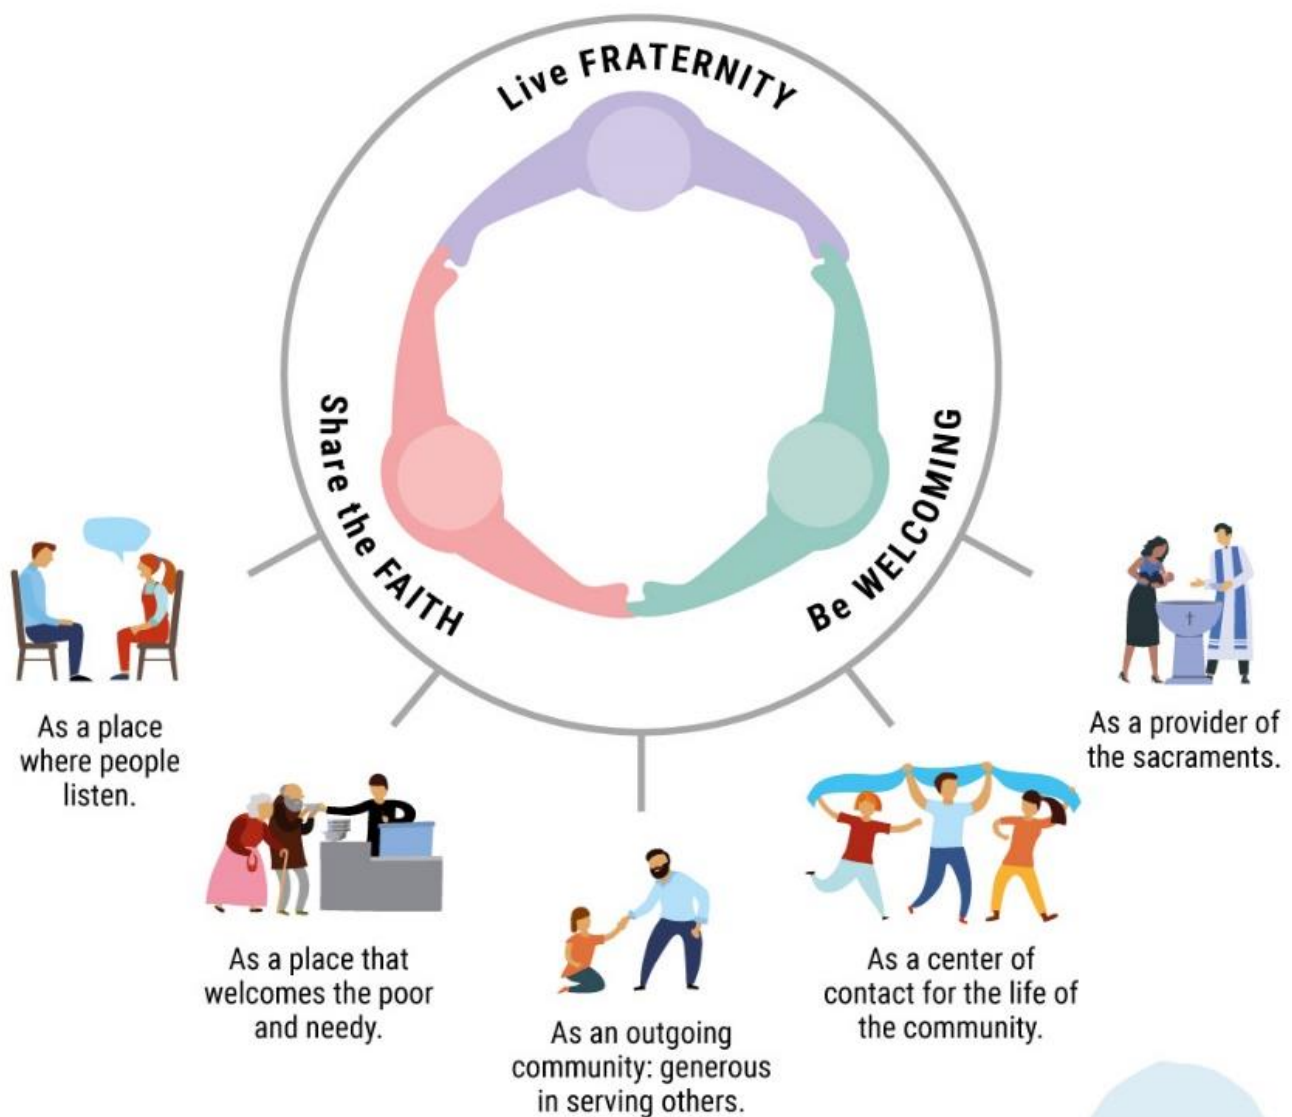 Live FRATERNITY
Share the FAITH
Be WELCOMING
As a place
where people
listen.
As a place that
welcomes the poor
and needy.
As an outgoing
community: generous
in serving others.
As a center of
contact for the life of
the community.
As a provider of
the sacraments.